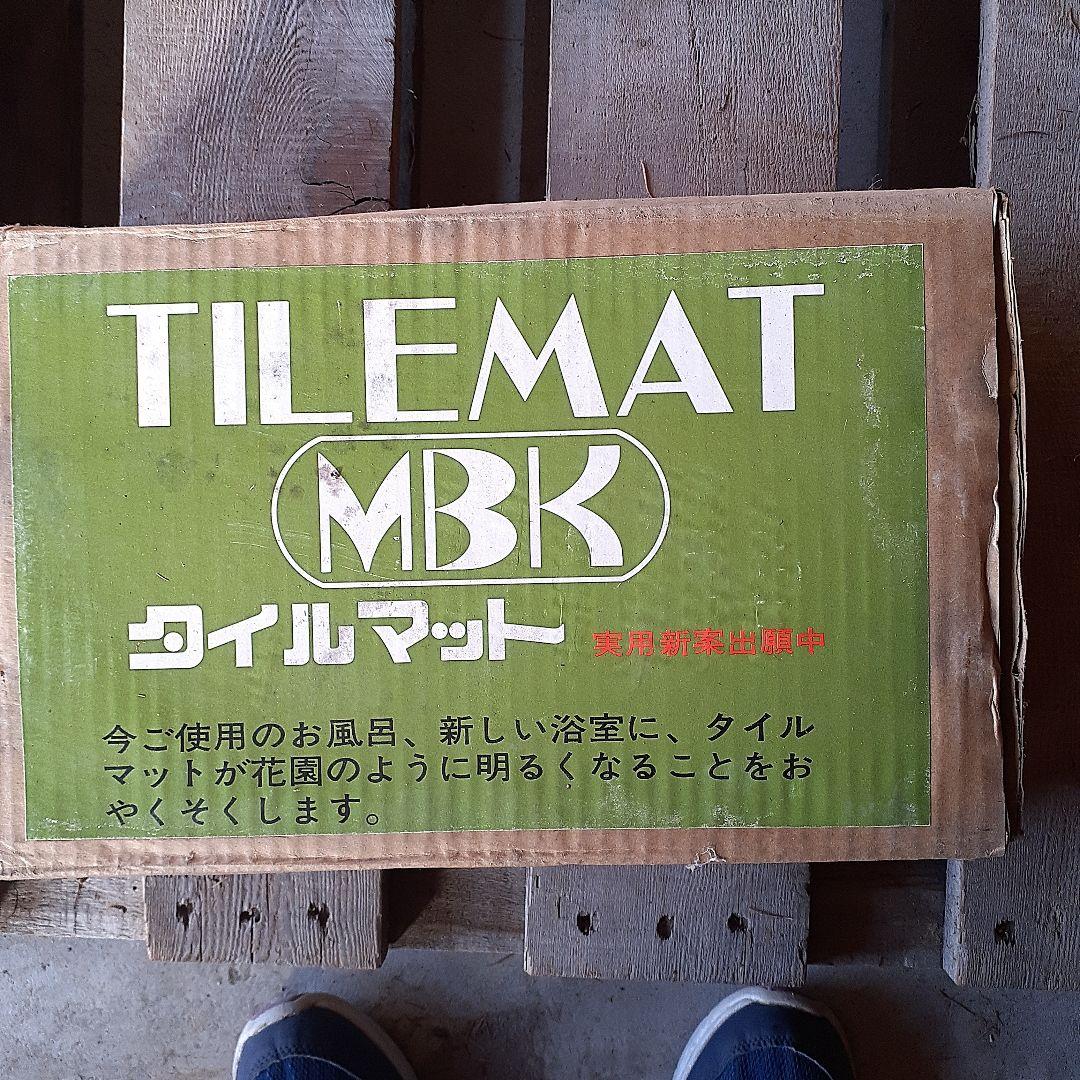 TILEMAT
MBK
タイルマット 実用新案出願中
今ご使用のお風呂、新しい浴室に、タイル
マットが花園のように明るくなることをお
やくそくします。